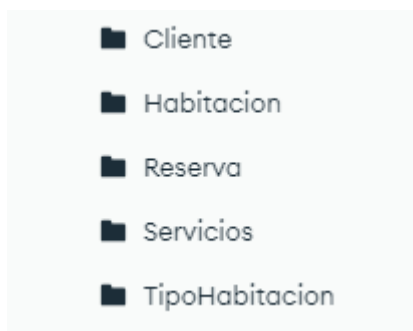 Cliente
Habitacion
Reserva
Servicios
TipoHabitacion